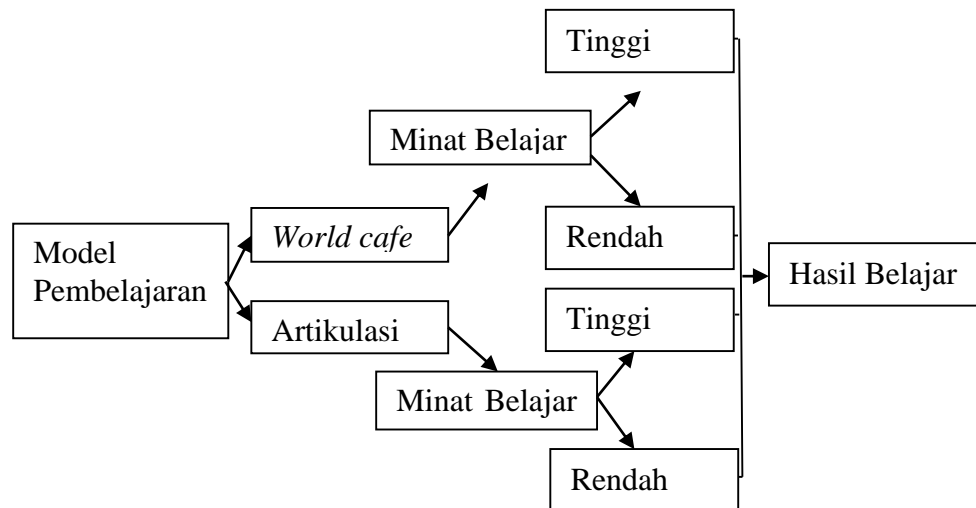 Tinggi
Minat Belajar
World cafe
Rendah
Model
Pembelajaran
Hasil Belajar
Tinggi
Artikulasi
Minat Belajar
Rendah